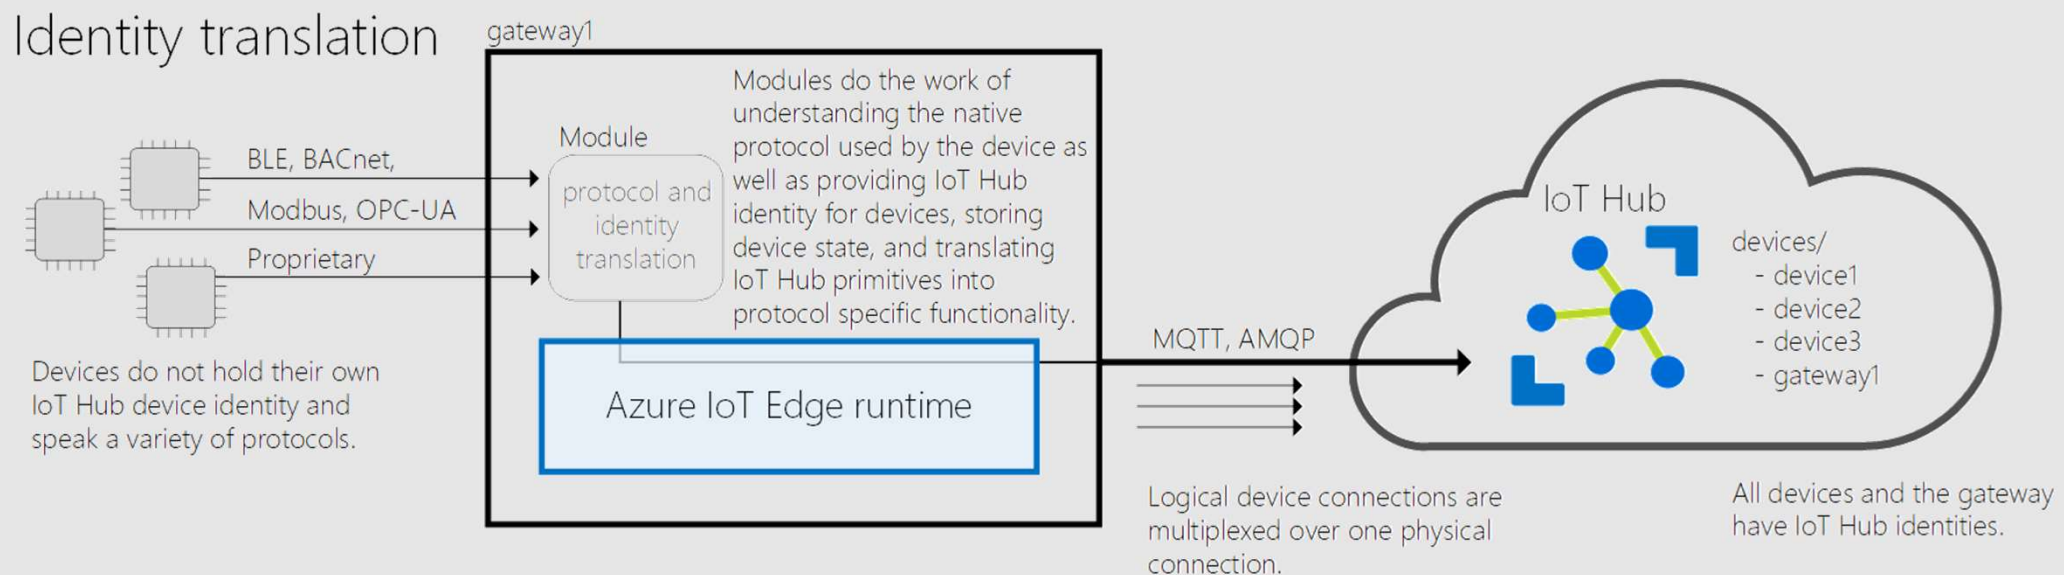 Identity translation
gateway1
Modules do the work of
understanding the native
protocol used by the device as
well as providing IoT Hub
identity for devices, storing
device state, and translating
IoT Hub primitives into
protocol specific functionality.
Module
protocol and
identity
translation
BLE, BACnet,
Modbus, OPC-UA
Proprietary
Devices do not hold their own
IoT Hub device identity and
speak a variety of protocols.
Azure IoT Edge runtime
MQTT, AMQP
Logical device connections are
multiplexed over one physical
connection.
IoT Hub
devices/
- device1
- device2
- device3
- gateway1
All devices and the gateway
have IoT Hub identities.